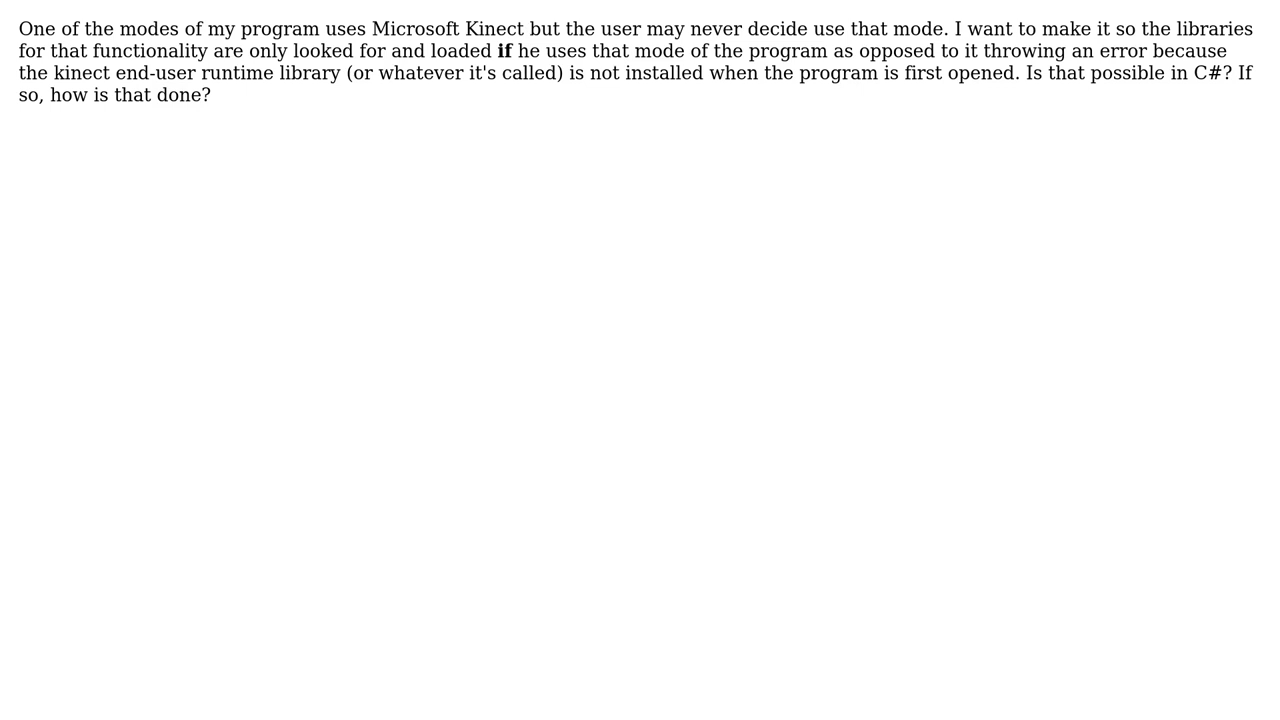 One of the modes of my program uses Microsoft Kinect but the user may never decide use that mode. I want to make it so the libraries
for that functionality are only looked for and loaded if he uses that mode of the program as opposed to it throwing an error because
the kinect end-user runtime library (or whatever it's called) is not installed when the program is first opened. Is that possible in C#? If
so, how is that done?